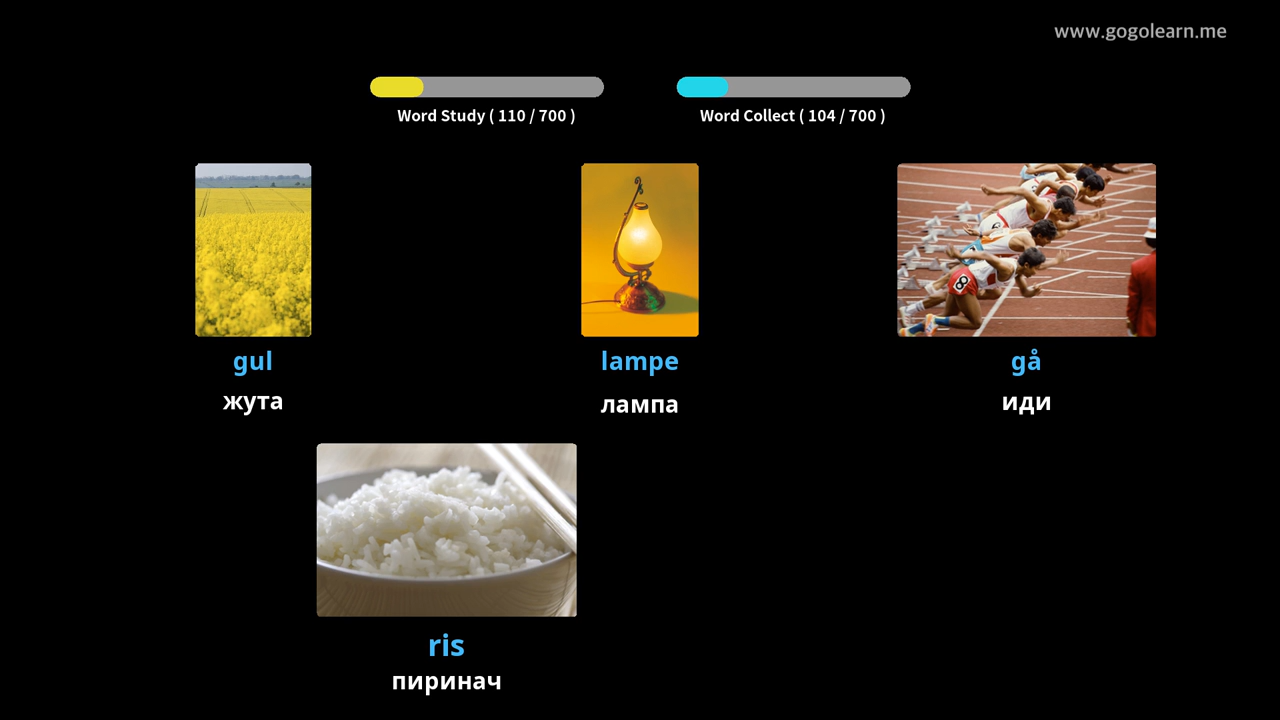 www.gogolearn.me
Word Study ( 110 / 700 )
Word Collect ( 104 / 700 )
gul
жута
lampe
лампа
gå
иди
ris
пиринач